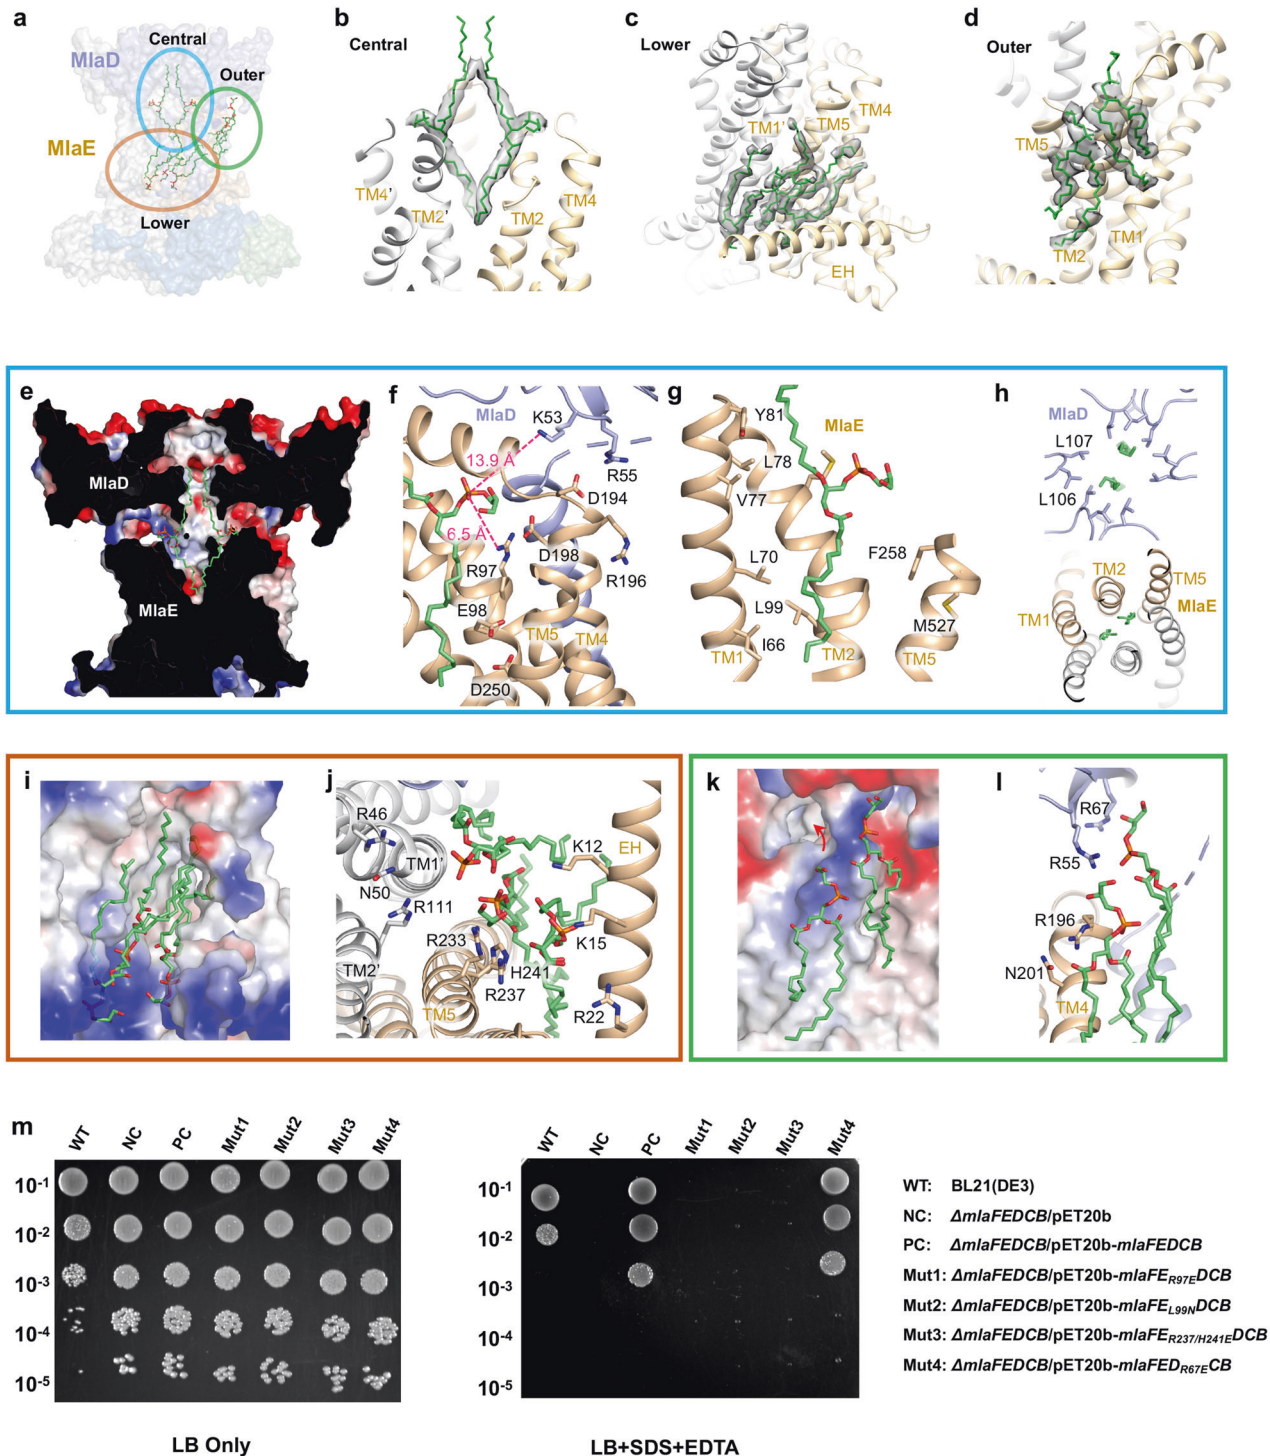 a
MlaD
Central
Outer
MlaE
Lower
b
Central
TM4'
TM2'
TM2
TM4
c
Lower
TM1'
TM5
TM4
EH
d
Outer
TM5
TM1
TM2
e
MlaD
MlaE
f
MlaD
K53
13.9 Å
R55
D194
6.5 Å
D198
R97
R196
E98
TM5
TM4
D250
g
Y81
MlaE
L78
V77
L70
F258
L99
M527
I66
TM1
TM2
TM5
h
MlaD
L107
L106
TM2
TM5
MlaE
TM1
i
j
R46
K12
EH
TM1'
N50
R111
R233
K15
TM2'
H241
R237
TM5
R22
k
l
R67
R55
R196
N201
TM4
m
WT NC PC Mut1 Mut2 Mut3 Mut4
10-1
10-2
10-3
10-4
10-5
LB Only
WT NC PC Mut1 Mut2 Mut3 Mut4
10-1
10-2
10-3
10-4
10-5
LB+SDS+EDTA
WT: BL21(DE3)
NC: ΔmlaFEDCB/pET20b
PC: ΔmlaFEDCB/pET20b-mlaFEDCB
Mut1: ΔmlaFEDCB/pET20b-mlaFER97EDCB
Mut2: ΔmlaFEDCB/pET20b-mlaFEL99NDCB
Mut3: ΔmlaFEDCB/pET20b-mlaFER237/H241EDCB
Mut4: ΔmlaFEDCB/pET20b-mlaFEDR67ECB